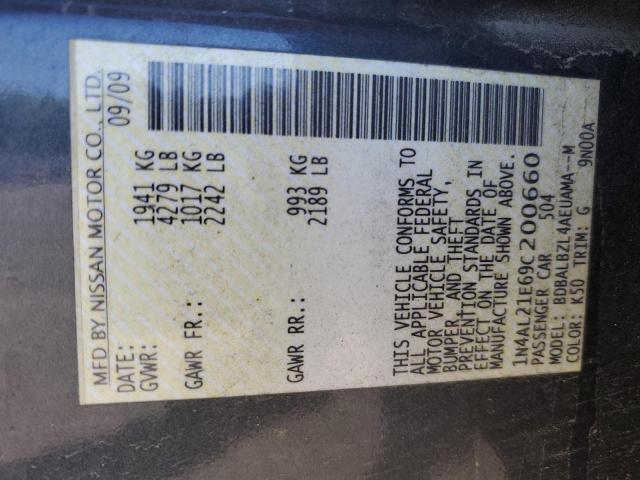 MFD BY NISSAN MOTOR CO., LTD.
DATE: 09/09
GVWR: 1941 KG
4279 LB
GAWR FR.: 1017 KG
2242 LB
GAWR RR.: 993 KG
2189 LB
THIS VEHICLE CONFORMS TO
ALL APPLICABLE FEDERAL
MOTOR VEHICLE SAFETY,
BUMPER, AND THEFT
PREVENTION STANDARDS IN
EFFECT ON THE DATE OF
MANUFACTURE SHOWN ABOVE.
1N4AL21E69C200660
PASSENGER CAR 504
MODEL: BDBALBZL4AEUAMA--M
COLOR: K50 TRIM: G 9N00A